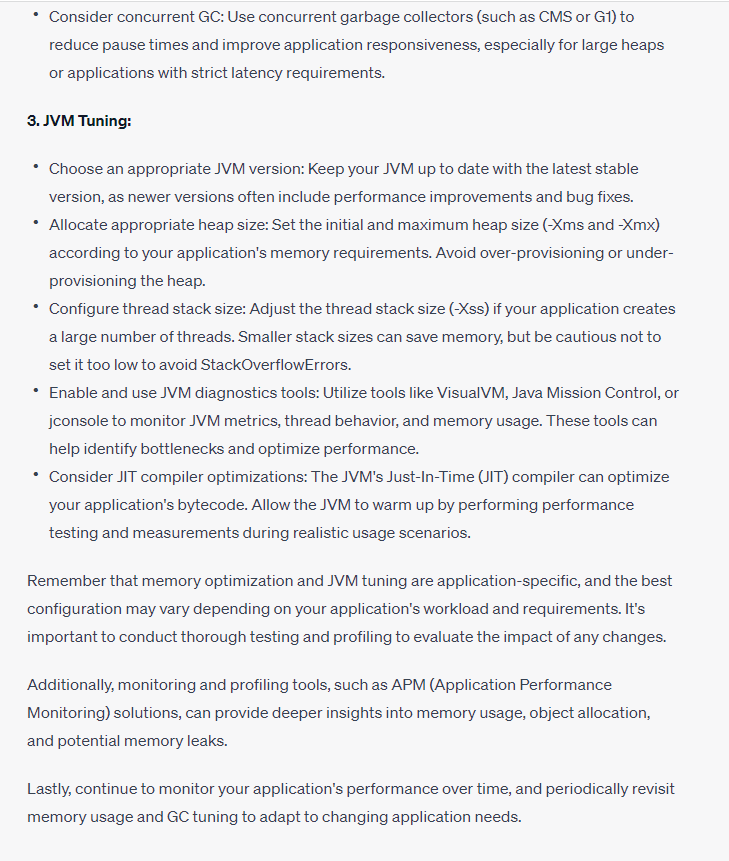 • Consider concurrent GC: Use concurrent garbage collectors (such as CMS or G1) to
reduce pause times and improve application responsiveness, especially for large heaps
or applications with strict latency requirements.
3. JVM Tuning:
• Choose an appropriate JVM version: Keep your JVM up to date with the latest stable
version, as newer versions often include performance improvements and bug fixes.
• Allocate appropriate heap size: Set the initial and maximum heap size (-Xms and -Xmx)
according to your application's memory requirements. Avoid over-provisioning or under-
provisioning the heap.
• Configure thread stack size: Adjust the thread stack size (-Xss) if your application creates
a large number of threads. Smaller stack sizes can save memory, but be cautious not to
set it too low to avoid StackOverflowErrors.
• Enable and use JVM diagnostics tools: Utilize tools like VisualVM, Java Mission Control, or
jconsole to monitor JVM metrics, thread behavior, and memory usage. These tools can
help identify bottlenecks and optimize performance.
• Consider JIT compiler optimizations: The JVM's Just-In-Time (JIT) compiler can optimize
your application's bytecode. Allow the JVM to warm up by performing performance
testing and measurements during realistic usage scenarios.
Remember that memory optimization and JVM tuning are application-specific, and the best
configuration may vary depending on your application's workload and requirements. It's
important to conduct thorough testing and profiling to evaluate the impact of any changes.
Additionally, monitoring and profiling tools, such as APM (Application Performance
Monitoring) solutions, can provide deeper insights into memory usage, object allocation,
and potential memory leaks.
Lastly, continue to monitor your application's performance over time, and periodically revisit
memory usage and GC tuning to adapt to changing application needs.